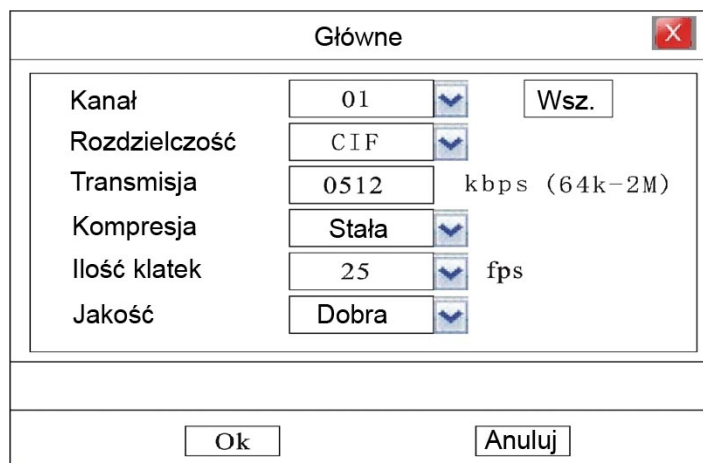 Główne X
Kanał 01 Wsz.
Rozdzielczość CIF
Transmisja 0512 kbps (64k-2M)
Kompresja Stała
Ilość klatek 25 fps
Jakość Dobra
Ok Anuluj